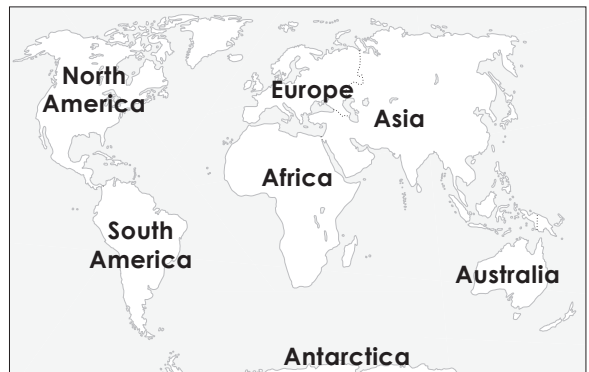 North
America
Europe
Asia
Africa
South
America
Australia
Antarctica